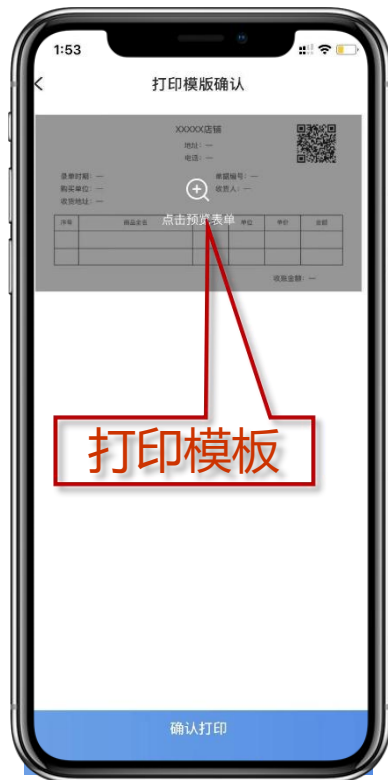 1:53
打印模版确认
XXXXX店铺
地址：—
电话：—
录单时期：— 单据编号：—
购买单位：— 收货人：—
收货地址：—
点击预览表单
序号 商品全名 单位 单价 金额
收账金额：—
打印模板
确认打印